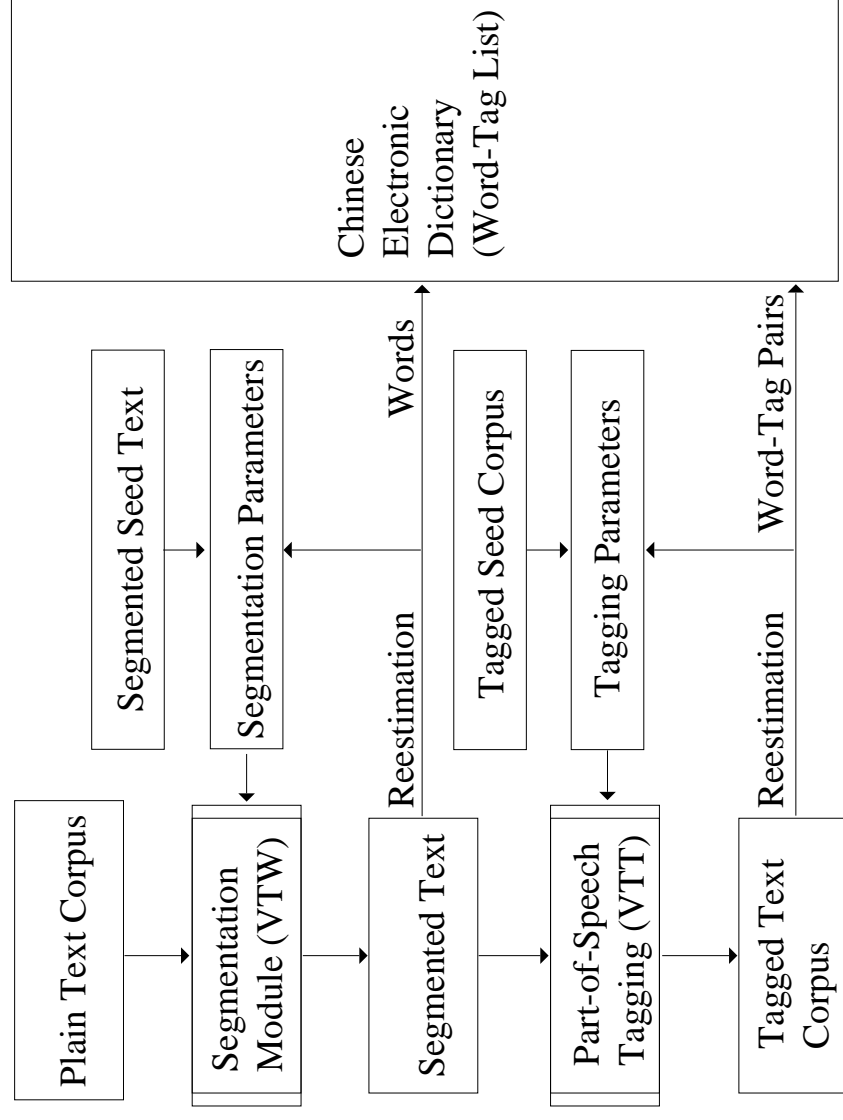 Plain Text Corpus
Segmentation
Module (VTW)
Segmented Text
Part-of-Speech
Tagging (VTT)
Tagged Text
Corpus
Segmented Seed Text
Segmentation Parameters
Reestimation
Words
Tagged Seed Corpus
Tagging Parameters
Reestimation
Word-Tag Pairs
Chinese
Electronic
Dictionary
(Word-Tag List)